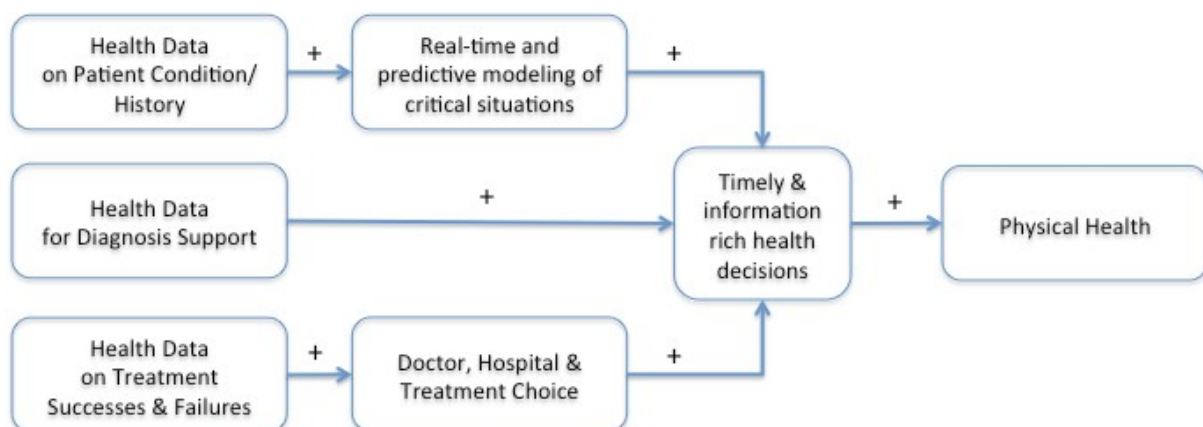 Health Data
on Patient Condition/
History
+
Real-time and
predictive modeling of
critical situations
+
Health Data
for Diagnosis Support
+
Timely &
information
rich health
decisions
+
Physical Health
Health Data
on Treatment
Successes & Failures
+
Doctor, Hospital &
Treatment Choice
+